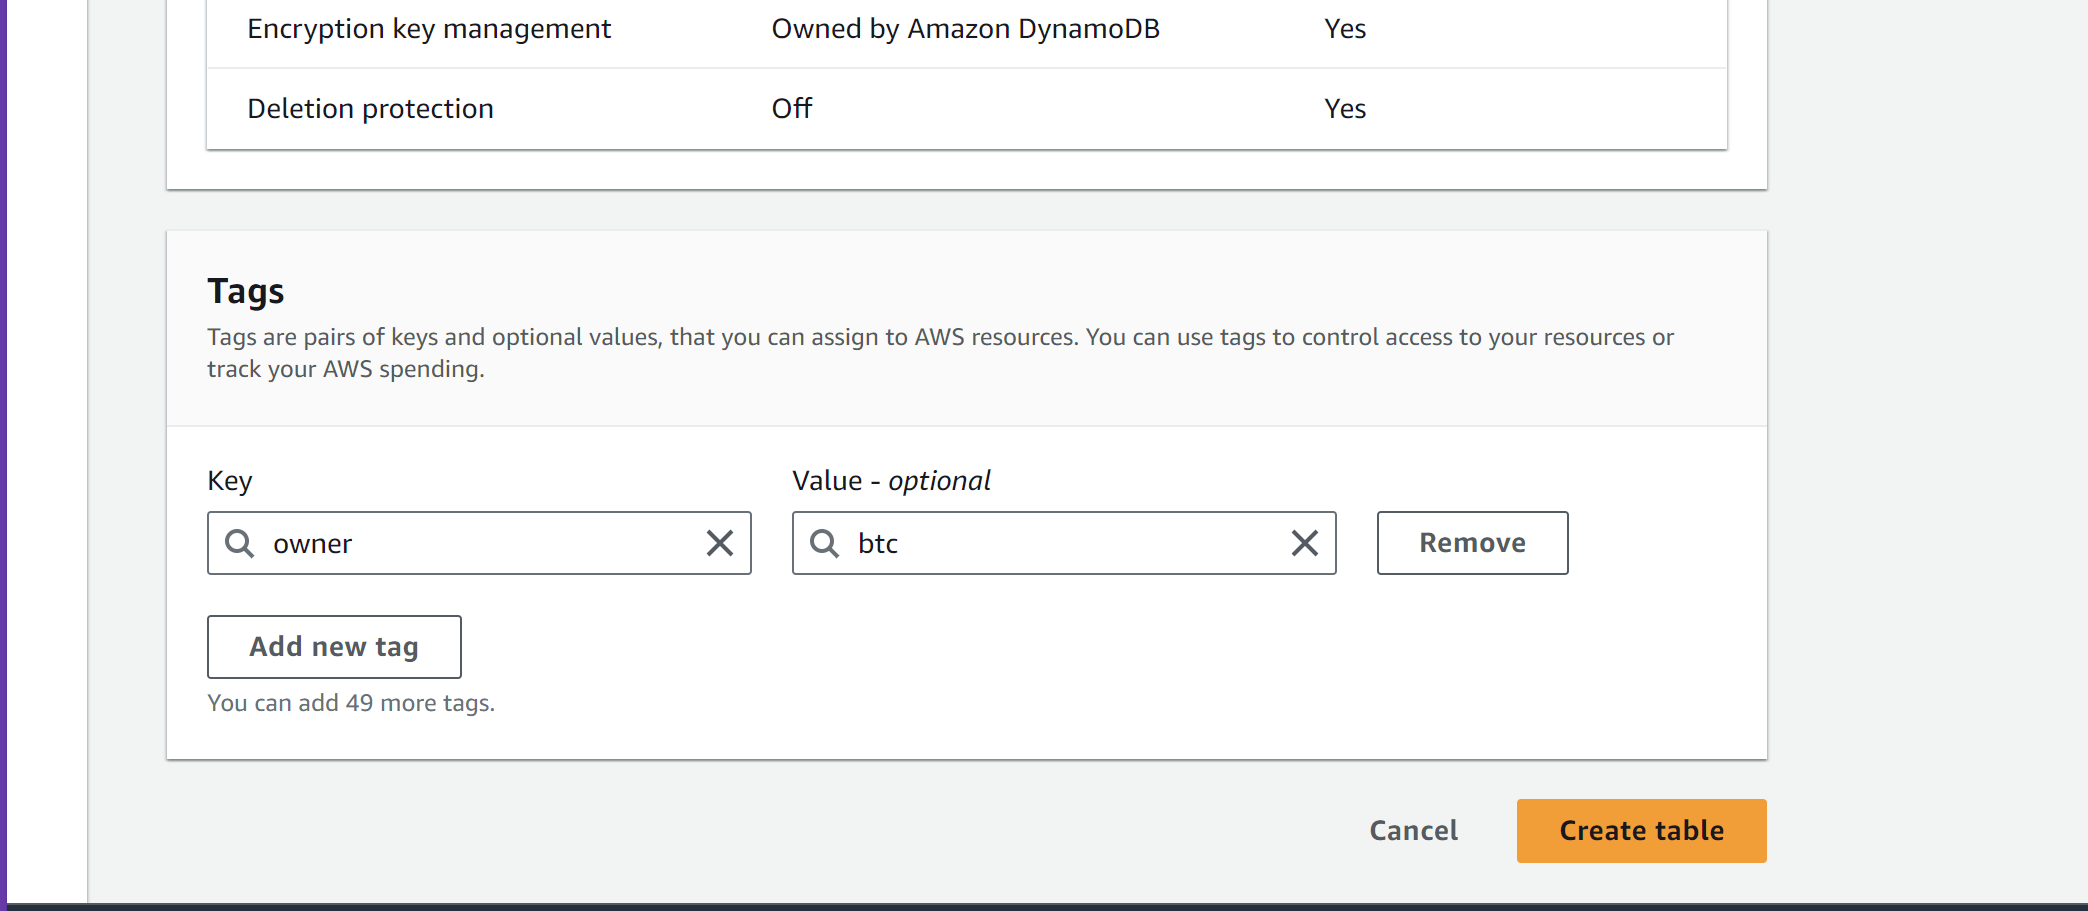 Encryption key management Owned by Amazon DynamoDB Yes
Deletion protection Off Yes
Tags
Tags are pairs of keys and optional values, that you can assign to AWS resources. You can use tags to control access to your resources or
track your AWS spending.
Key Value - optional
owner btc Remove
Add new tag
You can add 49 more tags.
Cancel Create table